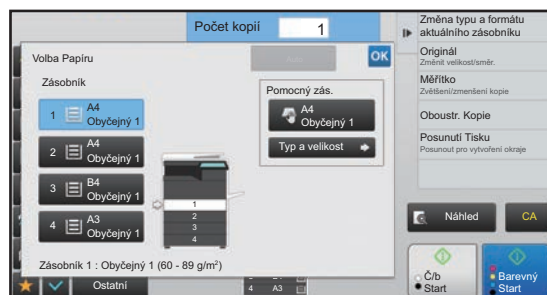 Počet kopií 1
Volba Papíru
Auto
OK
Zásobník
1 A4
Obyčejný 1
2 A4
Obyčejný 1
3 B4
Obyčejný 1
4 A3
Obyčejný 1
1
2
3
4
Pomocný zás.
A4
Obyčejný 1
Typ a velikost
Zásobník 1 : Obyčejný 1 (60 - 89 g/m²)
Ostatní
4 A3
Změna typu a formátu
aktuálního zásobníku
Originál
Změnit velikost/směr.
Měřítko
Zvětšení/zmenšení kopie
Oboustr. Kopie
Posunutí Tisku
Posunout pro vytvoření okraje
Náhled
CA
Č/b
Start
Barevný
Start